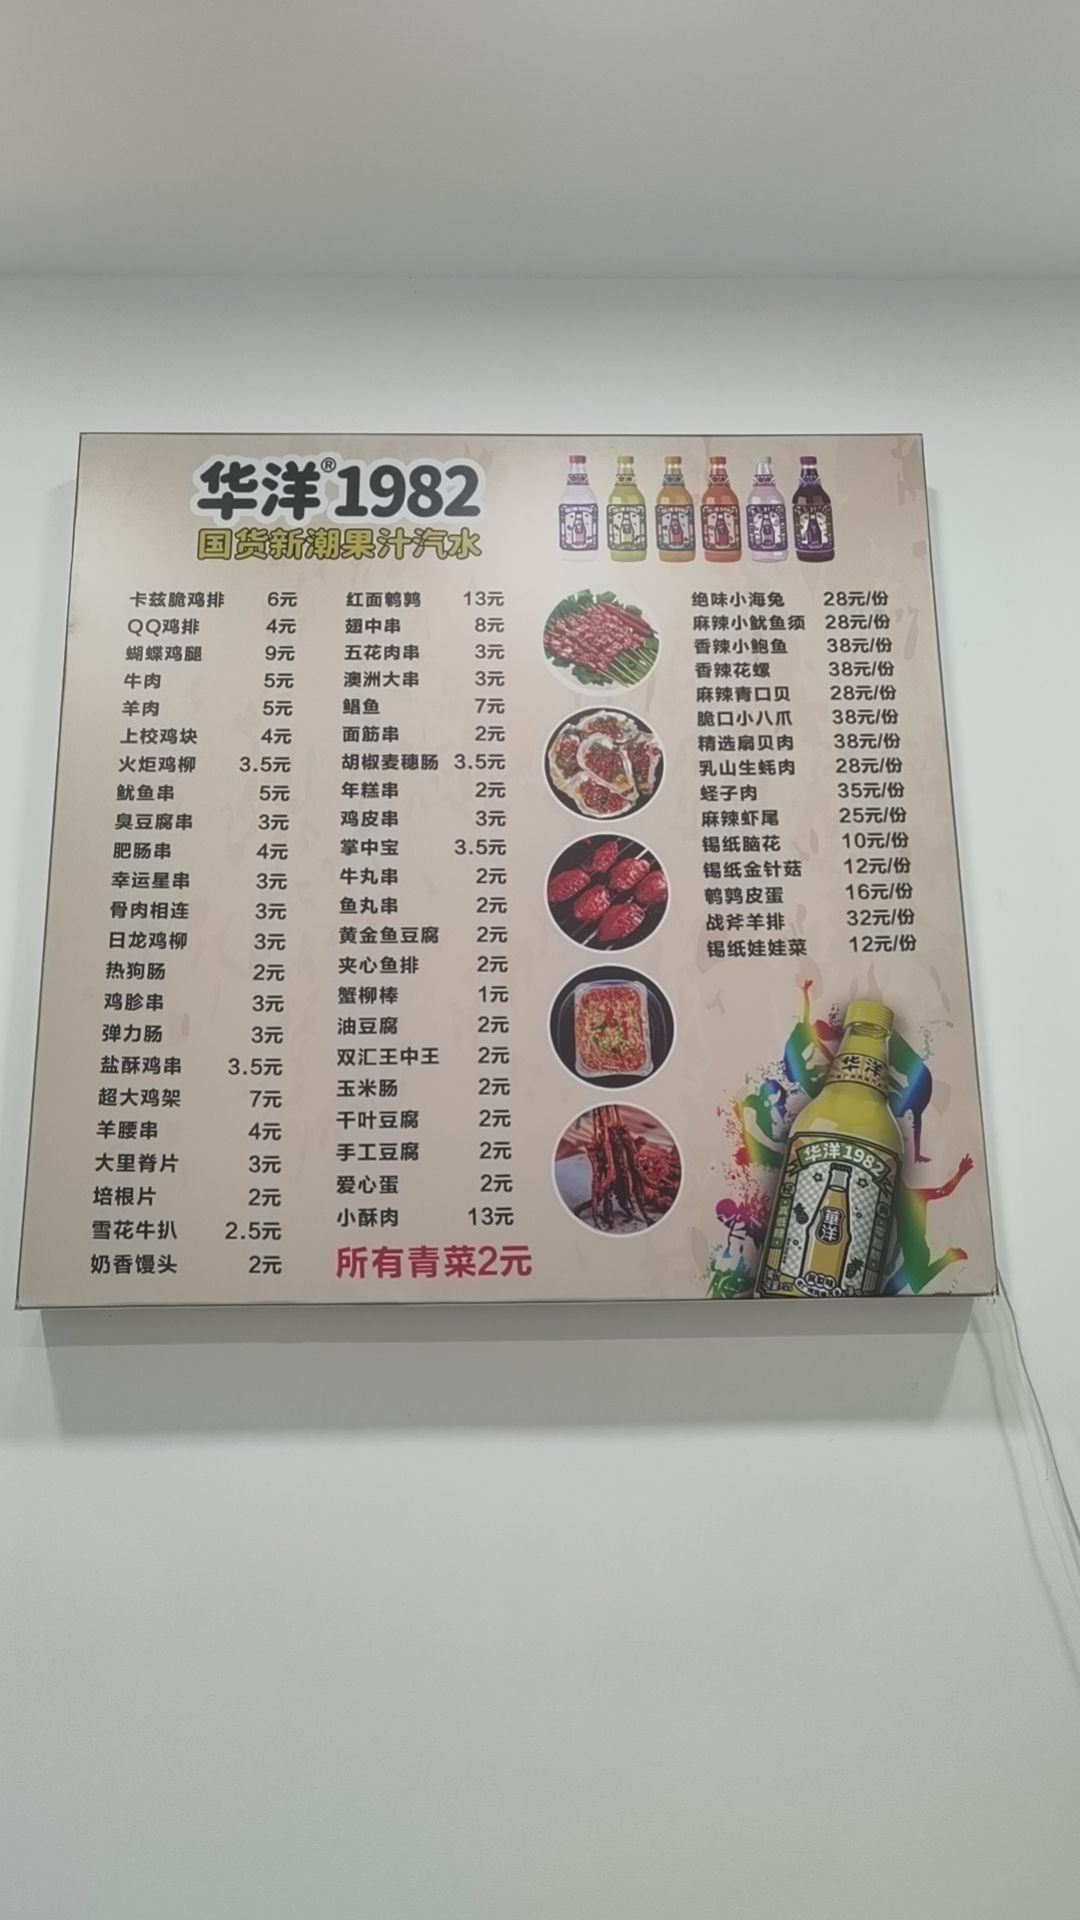 华洋®1982
国货新潮果汁汽水
卡兹脆鸡排 6元
QQ鸡排 4元
蝴蝶鸡腿 9元
牛肉 5元
羊肉 5元
上校鸡块 4元
火炬鸡柳 3.5元
鱿鱼串 5元
臭豆腐串 3元
肥肠串 4元
幸运星串 3元
骨肉相连 3元
日龙鸡柳 3元
热狗肠 2元
鸡胗串 3元
弹力肠 3元
盐酥鸡串 3.5元
超大鸡架 7元
羊腰串 4元
大里脊片 3元
培根片 2元
雪花牛扒 2.5元
奶香馒头 2元
红面鹌鹑 13元
翅中串 8元
五花肉串 3元
澳洲大串 3元
鲳鱼 7元
面筋串 2元
胡椒麦穗肠 3.5元
年糕串 2元
鸡皮串 3元
掌中宝 3.5元
牛丸串 2元
鱼丸串 2元
黄金鱼豆腐 2元
夹心鱼排 2元
蟹柳棒 1元
油豆腐 2元
双汇王中王 2元
玉米肠 2元
千叶豆腐 2元
手工豆腐 2元
爱心蛋 2元
小酥肉 13元
所有青菜2元
绝味小海兔 28元/份
麻辣小鱿鱼须 28元/份
香辣小鲍鱼 38元/份
香辣花螺 38元/份
麻辣青口贝 28元/份
脆口小八爪 38元/份
精选扇贝肉 38元/份
乳山生蚝肉 28元/份
蛏子肉 35元/份
麻辣虾尾 25元/份
锡纸脑花 10元/份
锡纸金针菇 12元/份
鹌鹑皮蛋 16元/份
战斧羊排 32元/份
锡纸娃娃菜 12元/份
华洋
华洋1982
華洋